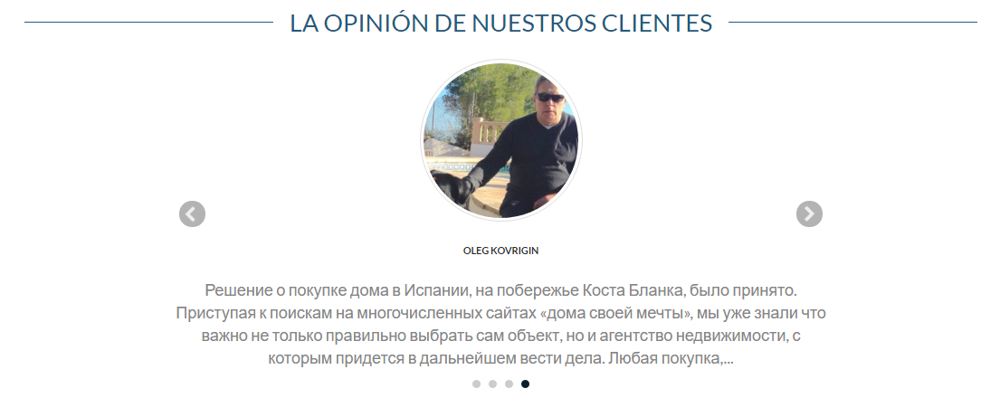 LA OPINIÓN DE NUESTROS CLIENTES
OLEG KOVRIGIN
Решение о покупке дома в Испании, на побережье Коста Бланка, было принято.
Приступая к поискам на многочисленных сайтах «дома своей мечты», мы уже знали что
важно не только правильно выбрать сам объект, но и агентство недвижимости, с
которым придется в дальнейшем вести дела. Любая покупка,...